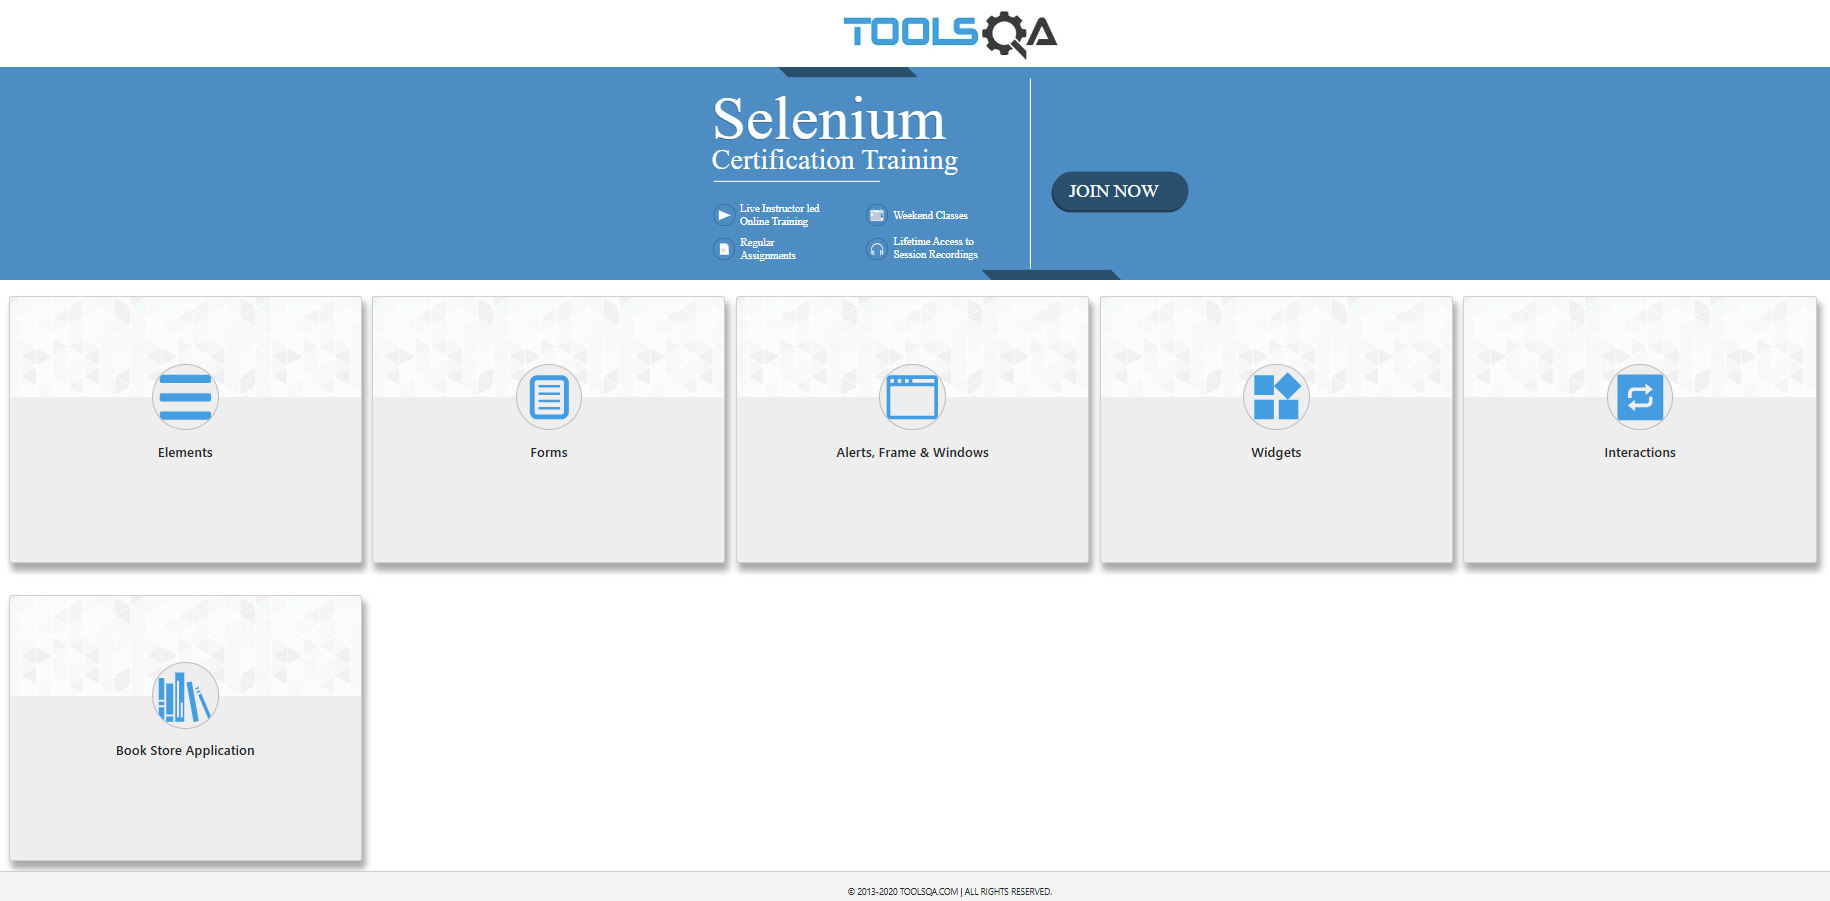 TOOLSQA
Selenium
Certification Training
Live Instructor led
Online Training
Weekend Classes
Regular
Assignments
Lifetime Access to
Session Recordings
JOIN NOW
Elements
Forms
Alerts, Frame & Windows
Widgets
Interactions
Book Store Application
© 2013-2020 TOOLSQA.COM | ALL RIGHTS RESERVED.